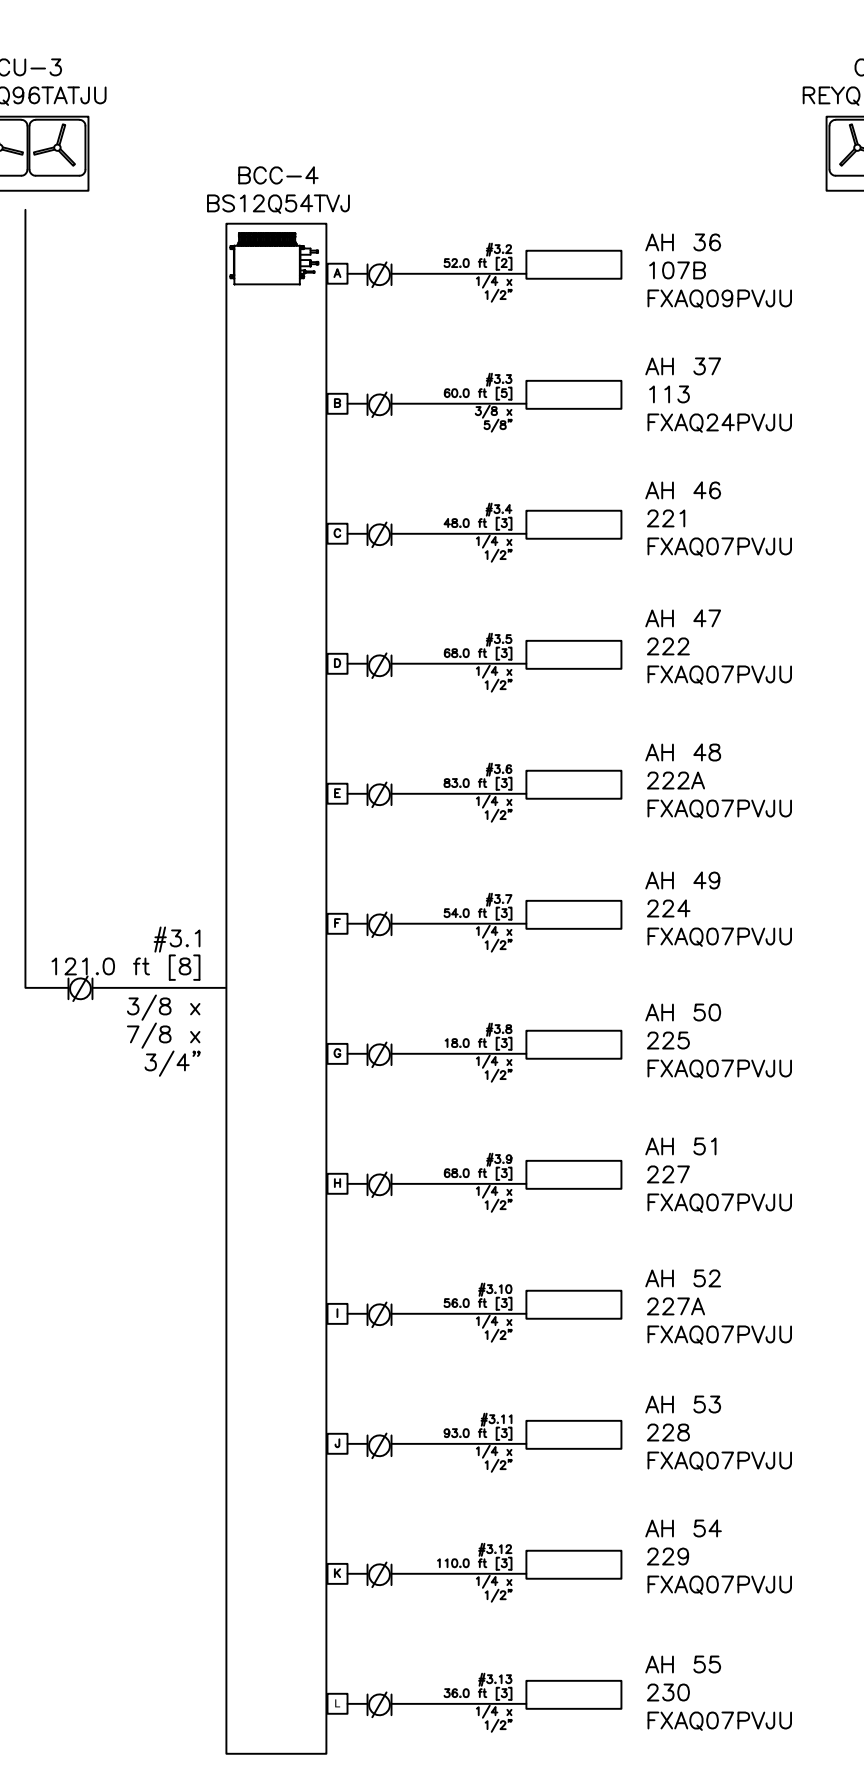 CU-3
Q96TATJU
C
REYQ
BCC-4
BS12Q54TVJ
A
#3.2
52.0 ft [2]
1/4 x
1/2"
AH 36
107B
FXAQ09PVJU
B
#3.3
60.0 ft [5]
3/8 x
5/8"
AH 37
113
FXAQ24PVJU
C
#3.4
48.0 ft [3]
1/4 x
1/2"
AH 46
221
FXAQ07PVJU
D
#3.5
68.0 ft [3]
1/4 x
1/2"
AH 47
222
FXAQ07PVJU
E
#3.6
83.0 ft [3]
1/4 x
1/2"
AH 48
222A
FXAQ07PVJU
F
#3.7
54.0 ft [3]
1/4 x
1/2"
AH 49
224
FXAQ07PVJU
#3.1
121.0 ft [8]
3/8 x
7/8 x
3/4"
G
#3.8
18.0 ft [3]
1/4 x
1/2"
AH 50
225
FXAQ07PVJU
H
#3.9
68.0 ft [3]
1/4 x
1/2"
AH 51
227
FXAQ07PVJU
I
#3.10
56.0 ft [3]
1/4 x
1/2"
AH 52
227A
FXAQ07PVJU
J
#3.11
93.0 ft [3]
1/4 x
1/2"
AH 53
228
FXAQ07PVJU
K
#3.12
110.0 ft [3]
1/4 x
1/2"
AH 54
229
FXAQ07PVJU
L
#3.13
36.0 ft [3]
1/4 x
1/2"
AH 55
230
FXAQ07PVJU